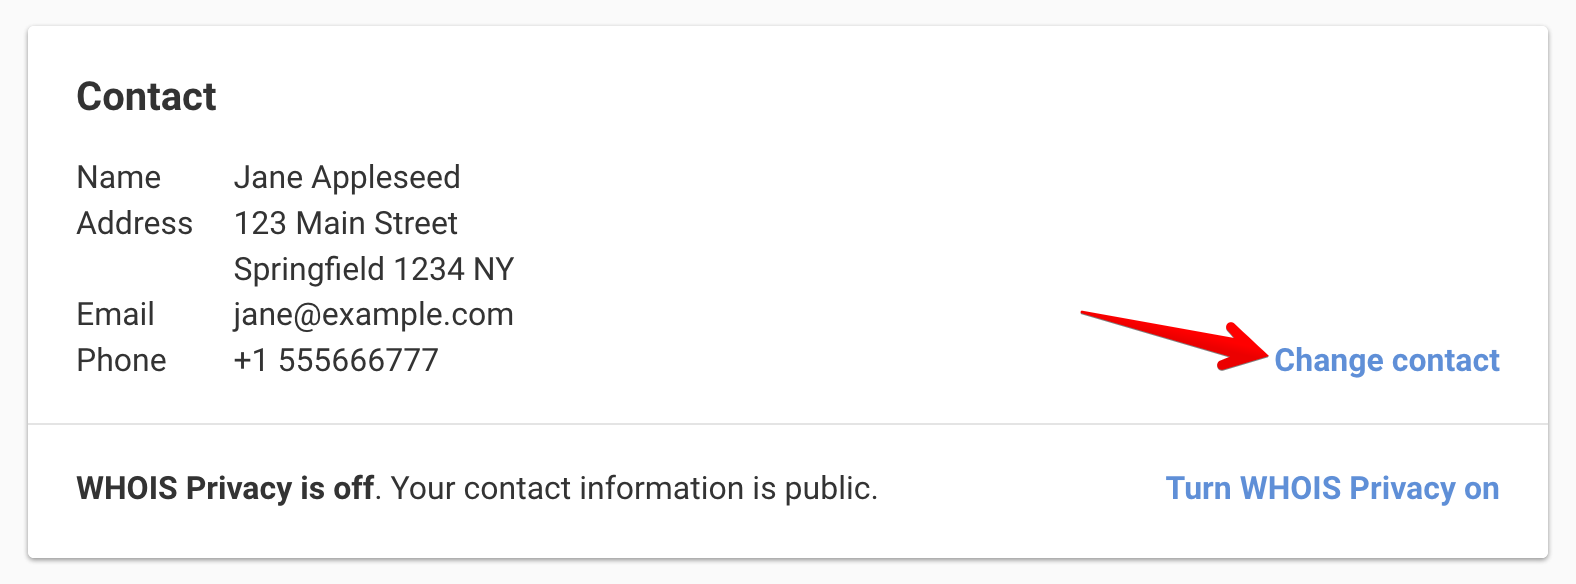 Contact
Name Jane Appleseed
Address 123 Main Street
Springfield 1234 NY
Email jane@example.com
Phone +1 555666777
Change contact
WHOIS Privacy is off. Your contact information is public.
Turn WHOIS Privacy on